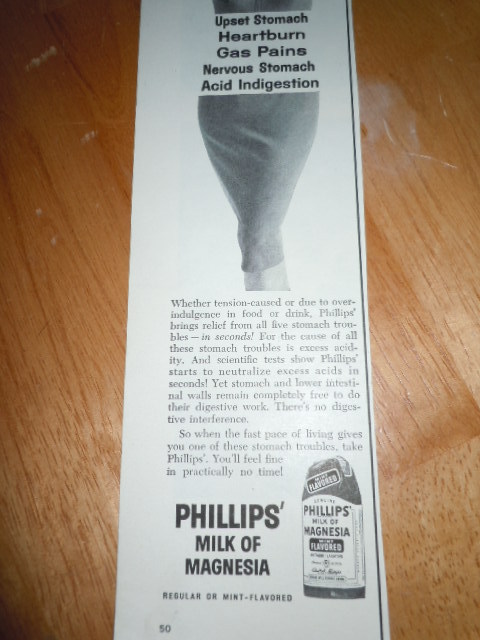 Upset Stomach
Heartburn
Gas Pains
Nervous Stomach
Acid Indigestion
Whether tension-caused or due to over-
indulgence in food or drink, Phillips'
brings relief from all five stomach trou-
bles — in seconds! For the cause of all
these stomach troubles is excess acid-
ity. And scientific tests show Phillips'
starts to neutralize excess acids in
seconds! Yet stomach and lower intesti-
nal walls remain completely free to do
their digestive work. There's no diges-
tive interference.
So when the fast pace of living gives
you one of these stomach troubles, take
Phillips'. You'll feel fine
in practically no time!
MINT
FLAVORED
GENUINE
PHILLIPS'
MILK OF
MAGNESIA
MINT
FLAVORED
PHILLIPS'
MILK OF
MAGNESIA
REGULAR OR MINT-FLAVORED
50